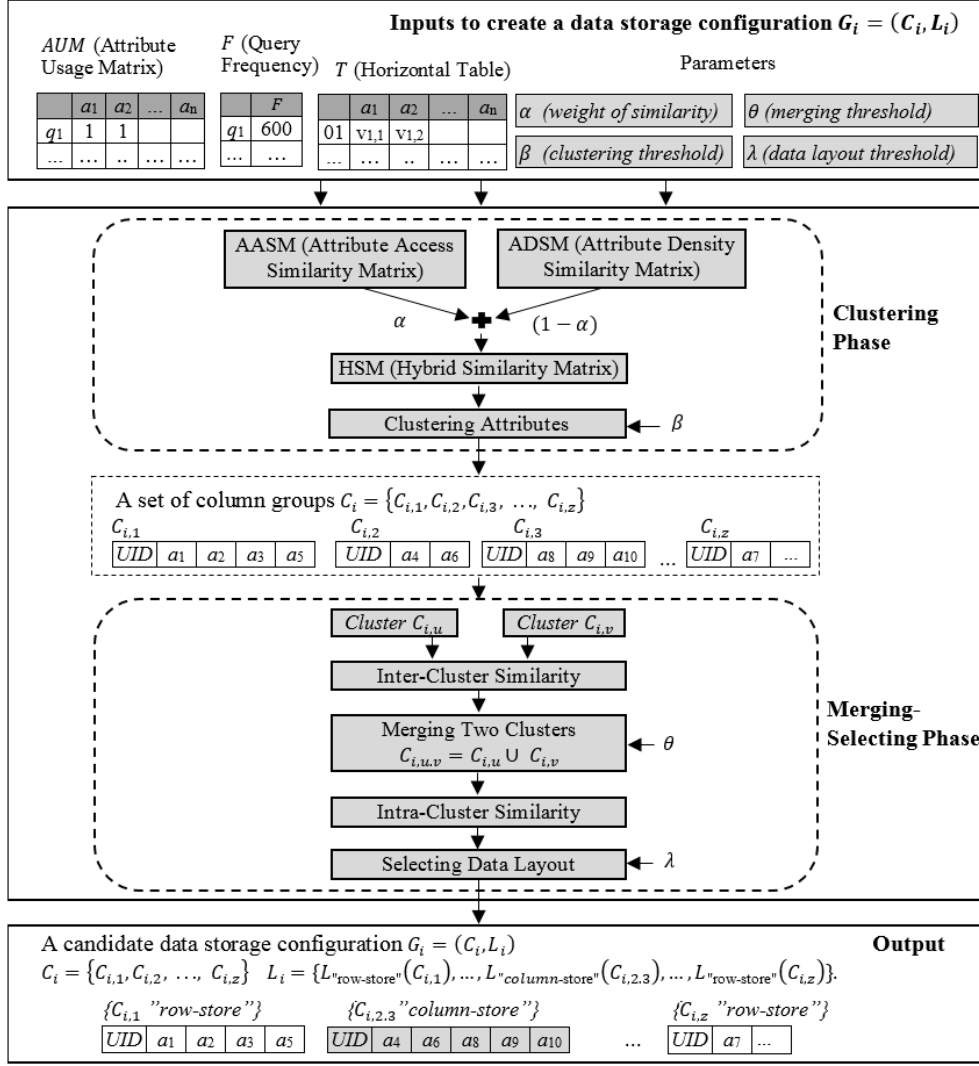 Inputs to create a data storage configuration G_i = (C_i, L_i)
AUM (Attribute Usage Matrix)
F (Query Frequency)
T (Horizontal Table)
Parameters
a1 a2 ... an
q1 1 1
... ... .. ... ...
F
q1 600
... ...
a1 a2 ... an
01 v1,1 v1,2
... ... .. ... ...
α (weight of similarity)
θ (merging threshold)
β (clustering threshold)
λ (data layout threshold)
AASM (Attribute Access Similarity Matrix)
ADSM (Attribute Density Similarity Matrix)
α
(1 − α)
Clustering Phase
HSM (Hybrid Similarity Matrix)
Clustering Attributes
β
A set of column groups C_i = {C_i,1, C_i,2, C_i,3, ..., C_i,z}
C_i,1 C_i,2 C_i,3 C_i,z
UID a1 a2 a3 a5 UID a4 a6 UID a8 a9 a10 ... UID a7 ...
Cluster C_i,u
Cluster C_i,v
Inter-Cluster Similarity
Merging Two Clusters
C_i,u.v = C_i,u ∪ C_i,v
θ
Merging-Selecting Phase
Intra-Cluster Similarity
Selecting Data Layout
λ
A candidate data storage configuration G_i = (C_i, L_i)
Output
C_i = {C_i,1, C_i,2, ..., C_i,z} L_i = {L"row-store"(C_i,1), ..., L"column-store"(C_i,2.3), ..., L"row-store"(C_i,z)}.
{C_i,1 "row-store"} {C_i,2.3 "column-store"} {C_i,z "row-store"}
UID a1 a2 a3 a5 UID a4 a6 a8 a9 a10 ... UID a7 ...